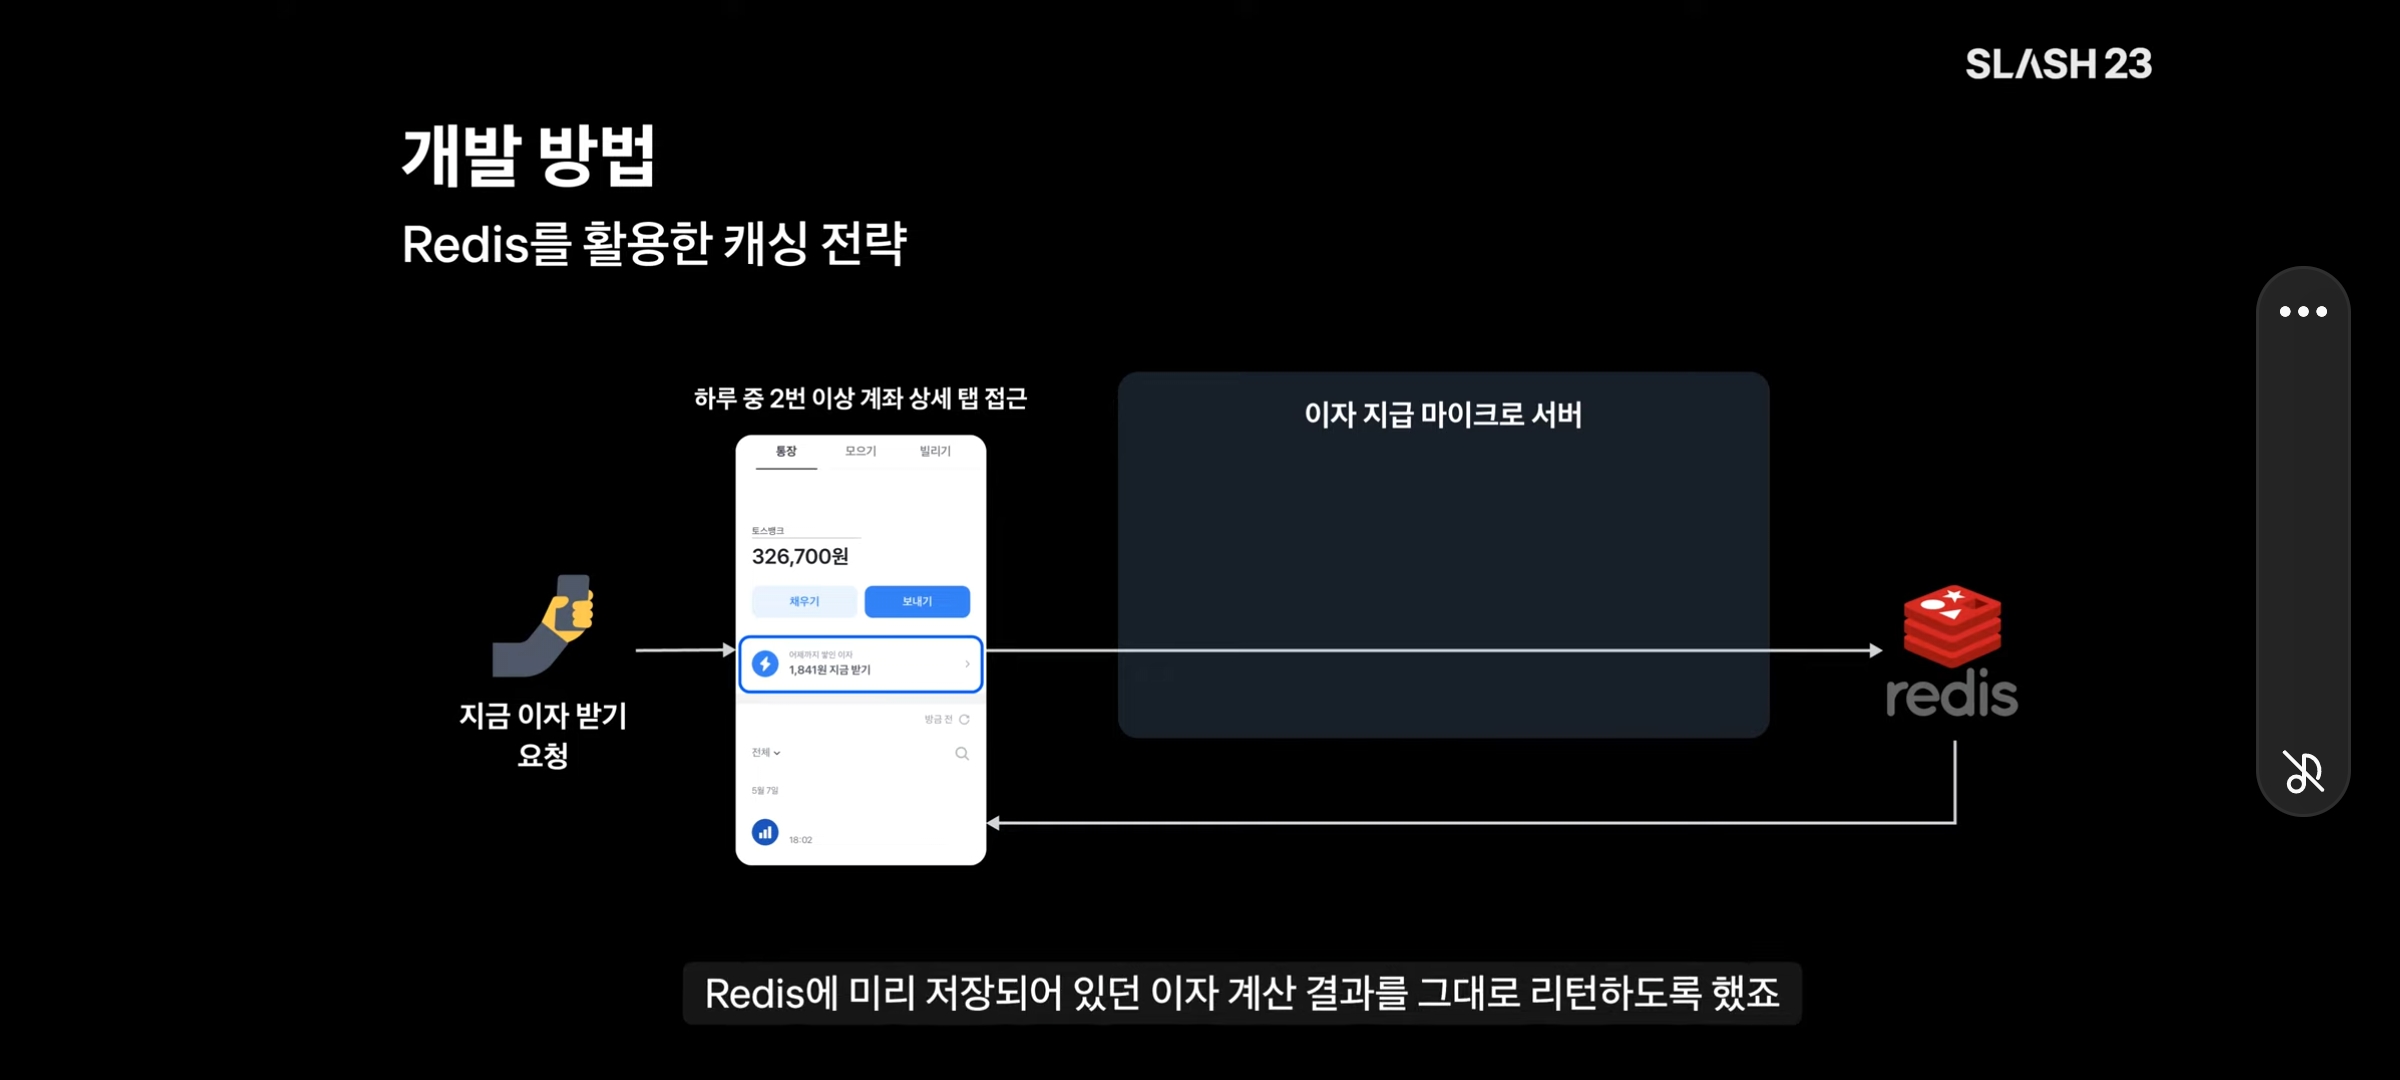 SLASH 23
개발 방법
Redis를 활용한 캐싱 전략
하루 중 2번 이상 계좌 상세 탭 접근
이자 지급 마이크로 서버
통장 모으기 빌리기
토스뱅크
326,700원
채우기 보내기
어제까지 쌓인 이자
1,841원 지금 받기
방금 전
전체
5월 7일
18:02
지금 이자 받기
요청
redis
Redis에 미리 저장되어 있던 이자 계산 결과를 그대로 리턴하도록 했죠